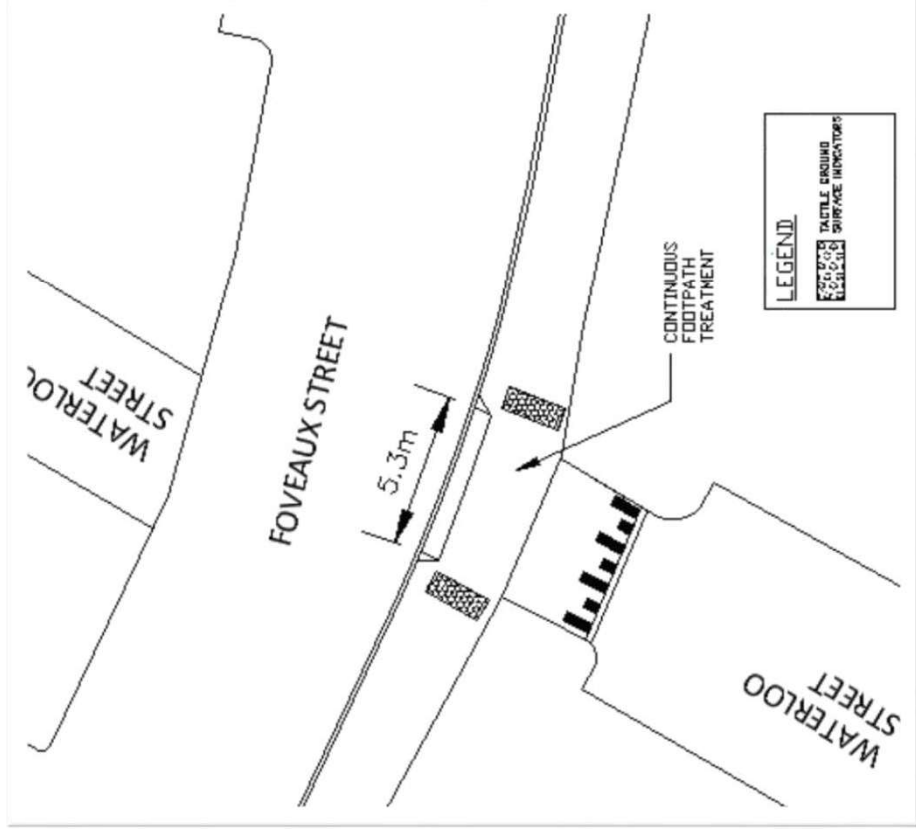 WATERLOO
STREET
FOVEAUX STREET
5.3m
CONTINUOUS
FOOTPATH
TREATMENT
LEGEND
TACTILE GROUND
SURFACE INDICATORS
WATERLOO
STREET